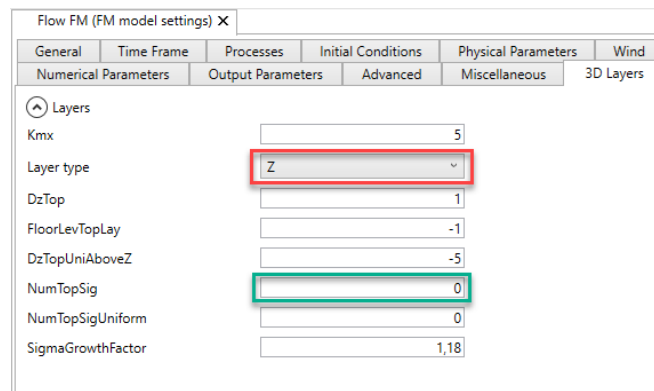 Flow FM (FM model settings) X
General Time Frame Processes Initial Conditions Physical Parameters Wind
Numerical Parameters Output Parameters Advanced Miscellaneous 3D Layers
Layers
Kmx 5
Layer type Z
DzTop 1
FloorLevTopLay -1
DzTopUniAboveZ -5
NumTopSig 0
NumTopSigUniform 0
SigmaGrowthFactor 1,18